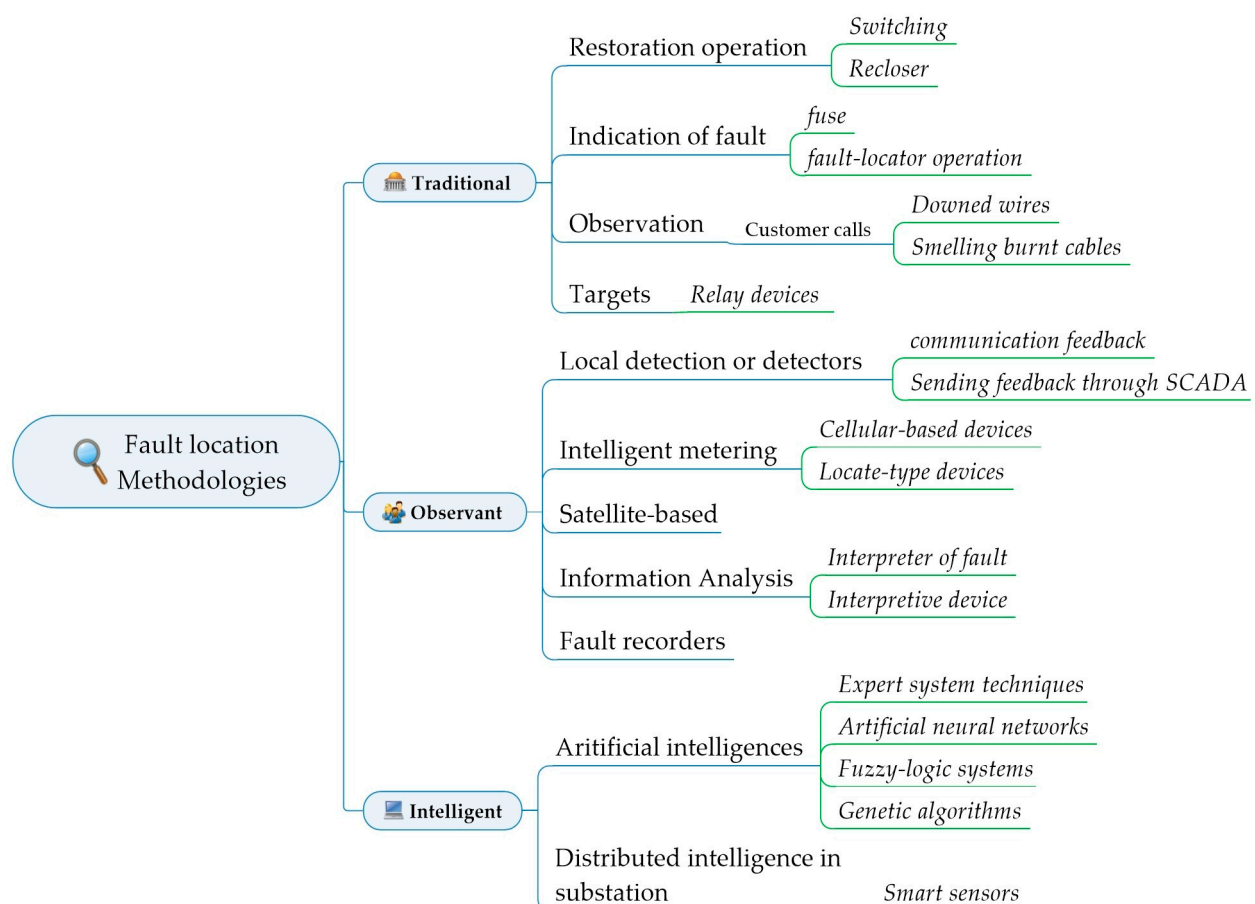 Fault location
Methodologies
Traditional
Restoration operation
Switching
Recloser
Indication of fault
fuse
fault-locator operation
Observation
Customer calls
Downed wires
Smelling burnt cables
Targets
Relay devices
Observant
Local detection or detectors
communication feedback
Sending feedback through SCADA
Intelligent metering
Cellular-based devices
Locate-type devices
Satellite-based
Information Analysis
Interpreter of fault
Interpretive device
Fault recorders
Intelligent
Aritificial intelligences
Expert system techniques
Artificial neural networks
Fuzzy-logic systems
Genetic algorithms
Distributed intelligence in
substation
Smart sensors